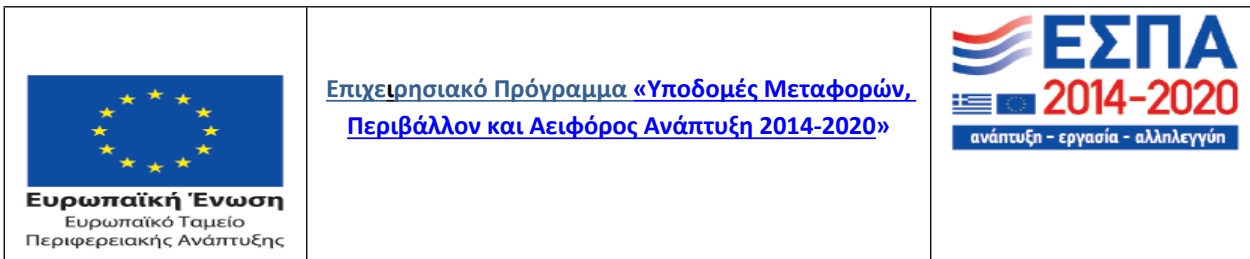 Ευρωπαϊκή Ένωση
Ευρωπαϊκό Ταμείο
Περιφερειακής Ανάπτυξης
Επιχειρησιακό Πρόγραμμα «Υποδομές Μεταφορών,
Περιβάλλον και Αειφόρος Ανάπτυξη 2014-2020»
ΕΣΠΑ
2014-2020
ανάπτυξη - εργασία - αλληλεγγύη